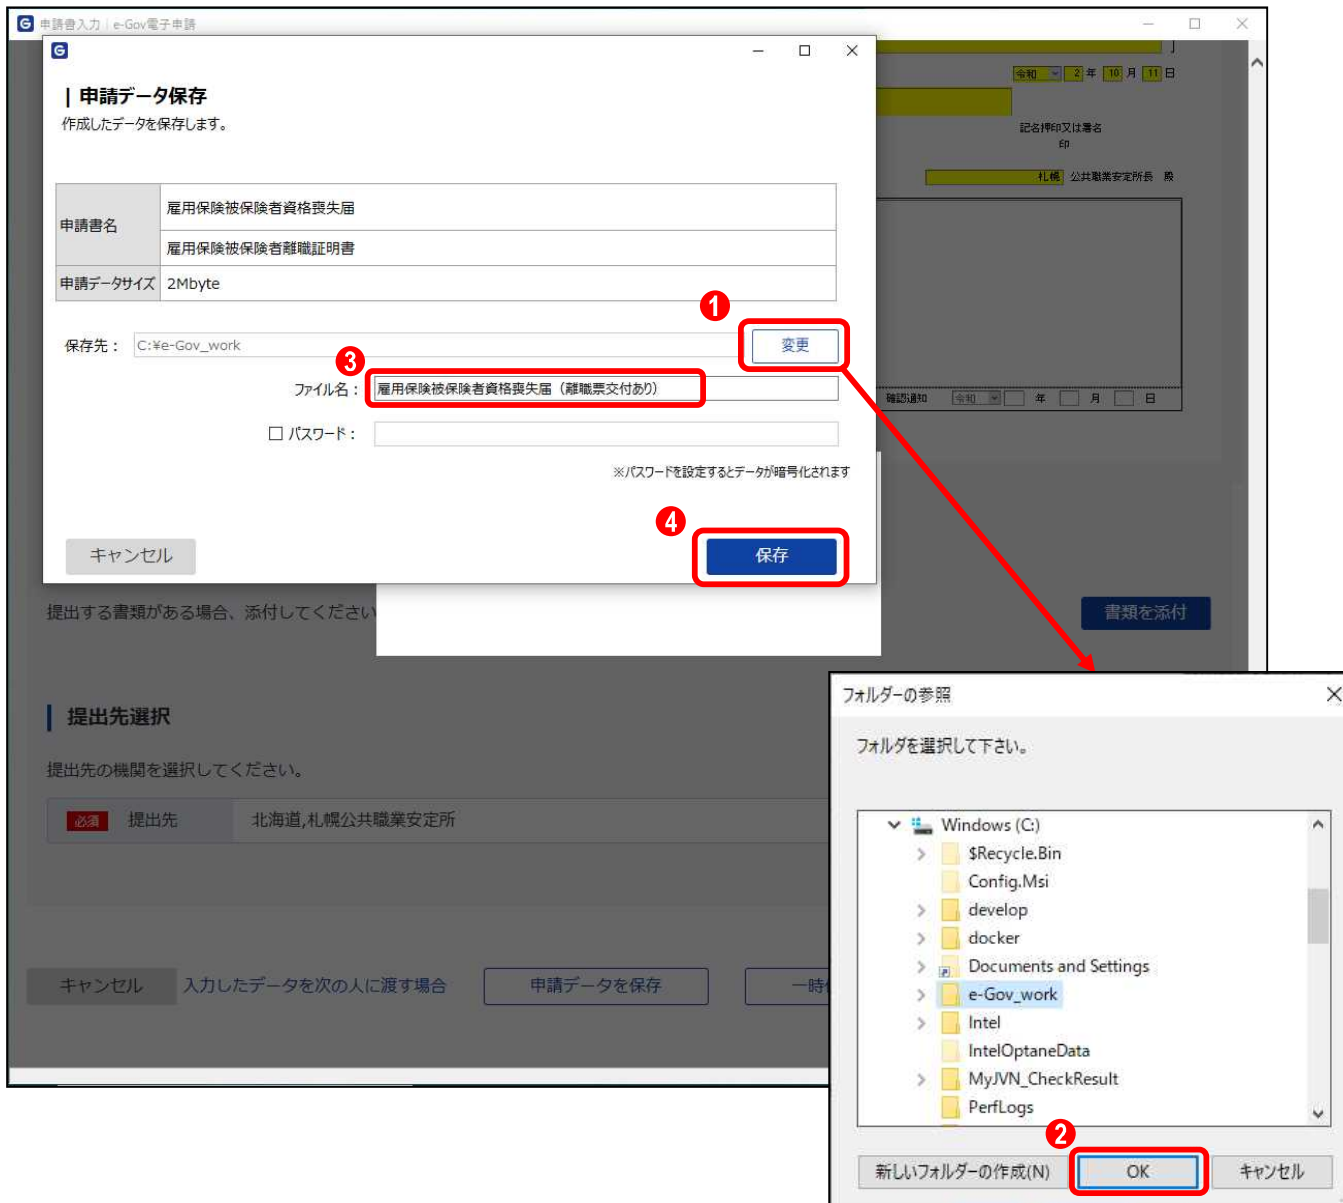 申請書入力 | e-Gov電子申請
| 申請データ保存
作成したデータを保存します。
申請書名
雇用保険被保険者資格喪失届
雇用保険被保険者離職証明書
申請データサイズ 2Mbyte
1
保存先： C:¥e-Gov_work 変更
3
ファイル名： 雇用保険被保険者資格喪失届（離職票交付あり）
パスワード：
※パスワードを設定するとデータが暗号化されます
4
キャンセル 保存
令和 2 年 10 月 11 日
記名押印又は署名
印
札幌 公共職業安定所長 殿
確認通知 令和 年 月 日
提出する書類がある場合、添付してください
書類を添付
提出先選択
提出先の機関を選択してください。
必須 提出先 北海道,札幌公共職業安定所
キャンセル 入力したデータを次の人に渡す場合 申請データを保存 一時
フォルダーの参照
フォルダを選択して下さい。
Windows (C:)
$Recycle.Bin
Config.Msi
develop
docker
Documents and Settings
e-Gov_work
Intel
IntelOptaneData
MyJVN_CheckResult
PerfLogs
2
新しいフォルダーの作成(N) OK キャンセル